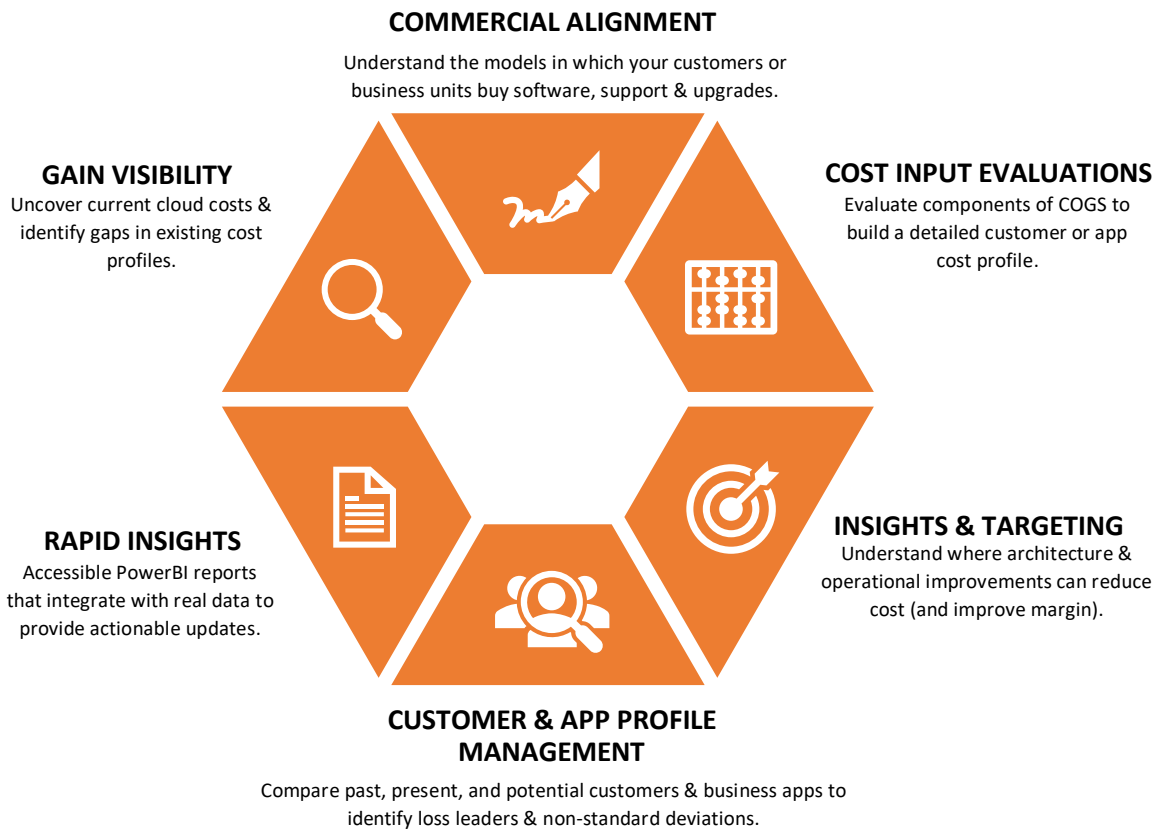 COMMERCIAL ALIGNMENT
Understand the models in which your customers or
business units buy software, support & upgrades.
GAIN VISIBILITY
Uncover current cloud costs &
identify gaps in existing cost
profiles.
COST INPUT EVALUATIONS
Evaluate components of COGS to
build a detailed customer or app
cost profile.
RAPID INSIGHTS
Accessible PowerBI reports
that integrate with real data to
provide actionable updates.
INSIGHTS & TARGETING
Understand where architecture &
operational improvements can reduce
cost (and improve margin).
CUSTOMER & APP PROFILE
MANAGEMENT
Compare past, present, and potential customers & business apps to
identify loss leaders & non-standard deviations.